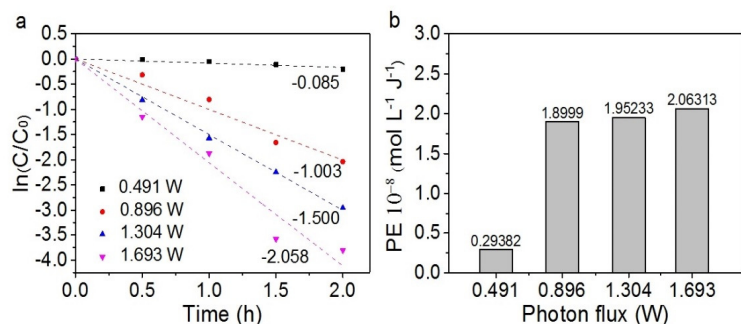 a
ln(C/C0)
0.0
-0.5
-1.0
-1.5
-2.0
-2.5
-3.0
-3.5
-4.0
-0.085
-1.003
-1.500
-2.058
0.491 W
0.896 W
1.304 W
1.693 W
0.0 0.5 1.0 1.5 2.0
Time (h)
b
PE 10⁻⁸ (mol L⁻¹ J⁻¹)
3.0
2.5
2.0
1.5
1.0
0.5
0.0
0.29382
1.8999
1.95233
2.06313
0.491 0.896 1.304 1.693
Photon flux (W)